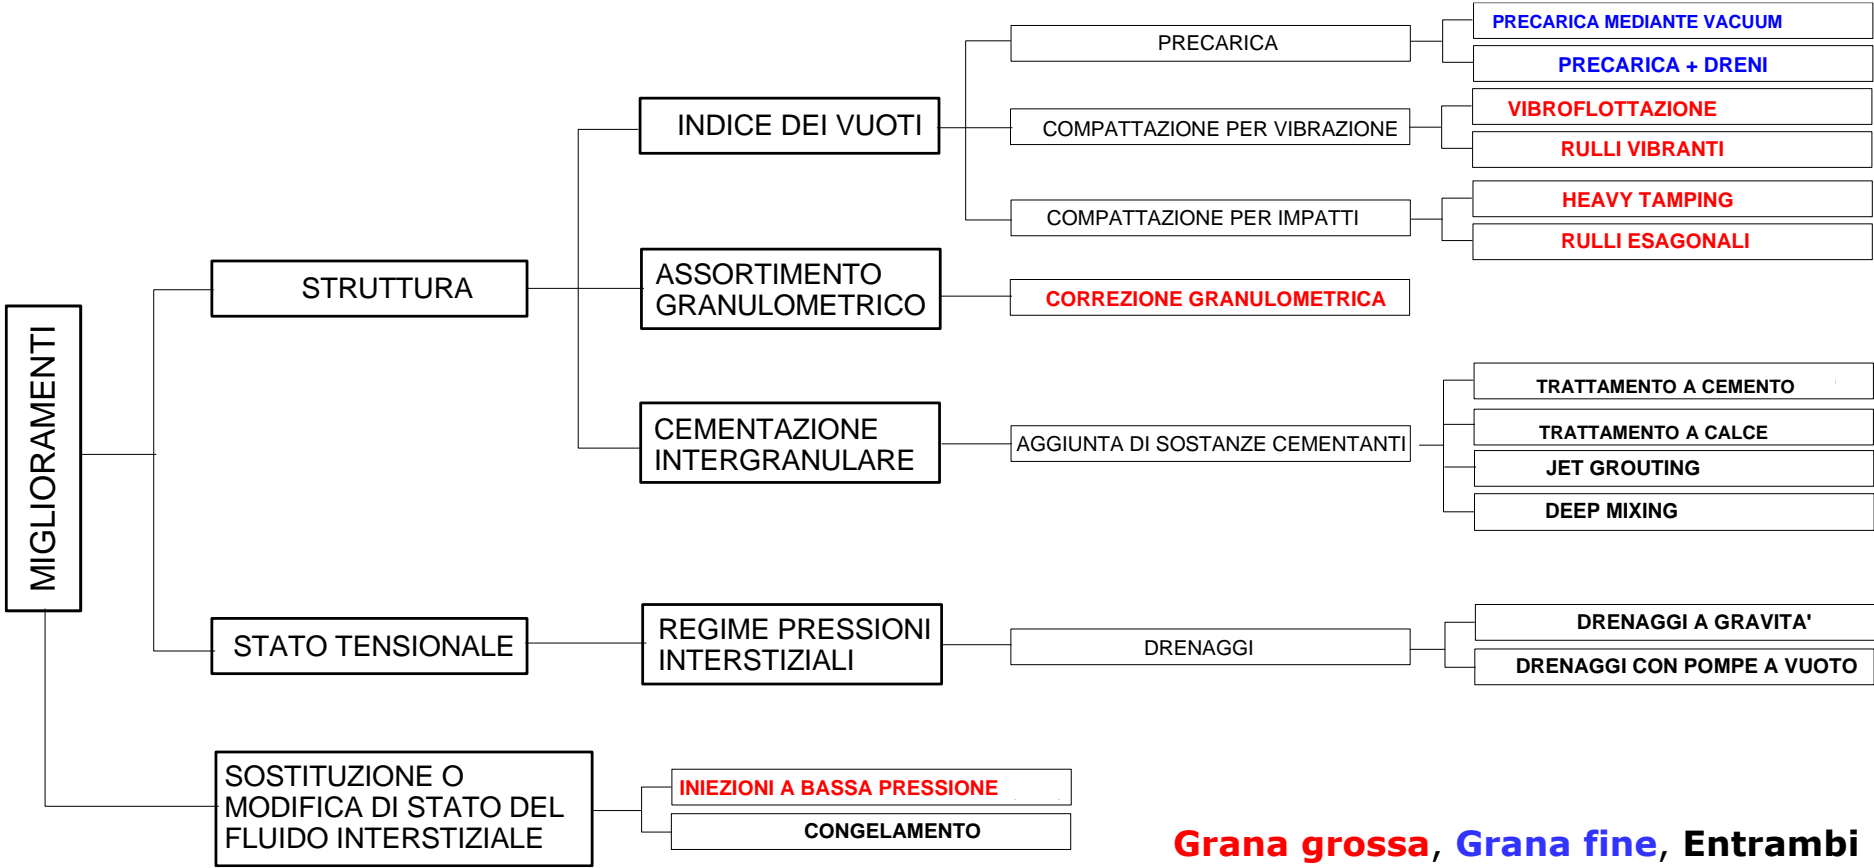 MIGLIORAMENTI
STRUTTURA
INDICE DEI VUOTI
PRECARICA
PRECARICA MEDIANTE VACUUM
PRECARICA + DRENI
COMPATTAZIONE PER VIBRAZIONE
VIBROFLOTTAZIONE
RULLI VIBRANTI
COMPATTAZIONE PER IMPATTI
HEAVY TAMPING
RULLI ESAGONALI
ASSORTIMENTO
GRANULOMETRICO
CORREZIONE GRANULOMETRICA
CEMENTAZIONE
INTERGRANULARE
AGGIUNTA DI SOSTANZE CEMENTANTI
TRATTAMENTO A CEMENTO
TRATTAMENTO A CALCE
JET GROUTING
DEEP MIXING
STATO TENSIONALE
REGIME PRESSIONI
INTERSTIZIALI
DRENAGGI
DRENAGGI A GRAVITA'
DRENAGGI CON POMPE A VUOTO
SOSTITUZIONE O
MODIFICA DI STATO DEL
FLUIDO INTERSTIZIALE
INIEZIONI A BASSA PRESSIONE
CONGELAMENTO
Grana grossa, Grana fine, Entrambi